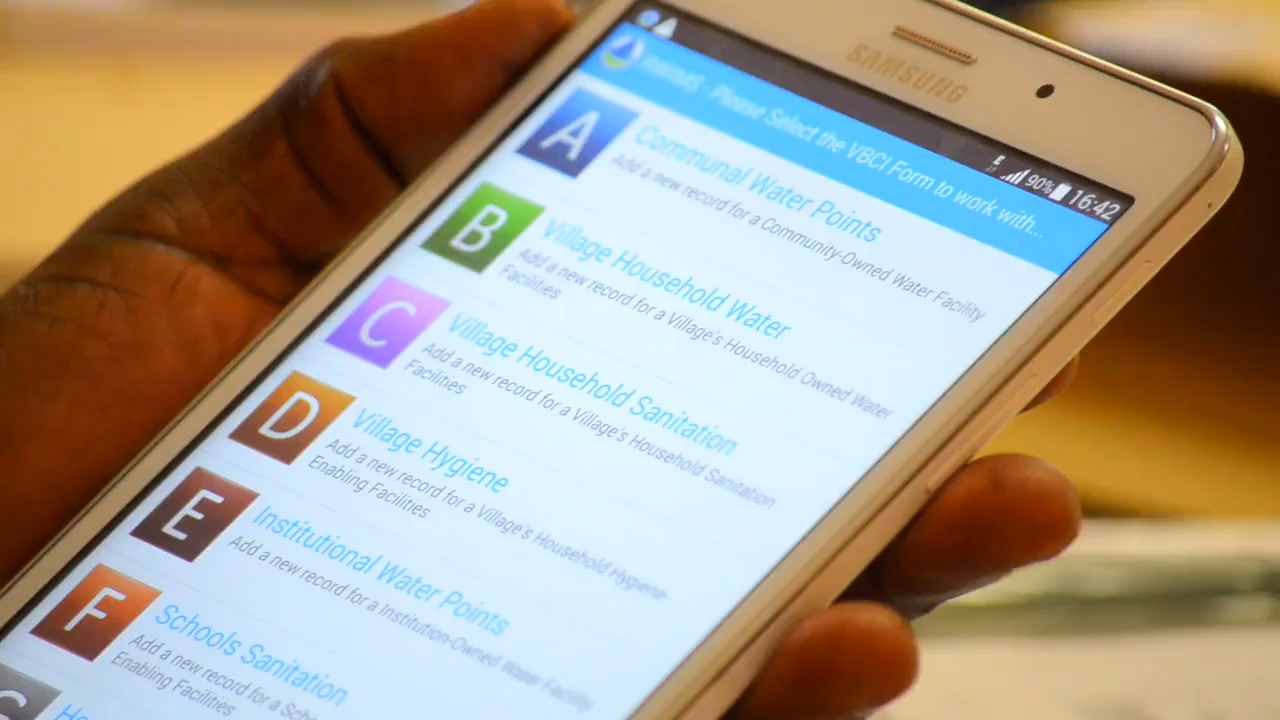 SAMSUNG
90% 16:42
- Please Select the VBCI Form to work with...
A
Communal Water Points
Add a new record for a Community-Owned Water Facility
B
Village Household Water
Add a new record for a Village's Household Owned Water
Facilities
C
Village Household Sanitation
Add a new record for a Village's Household Sanitation
Facilities
D
Village Hygiene
Add a new record for a Village's Household Hygiene
Enabling Facilities
E
Institutional Water Points
Add a new record for a Institution-Owned Water Facility
F
Schools Sanitation
Add a new record for a
Enabling Facilities